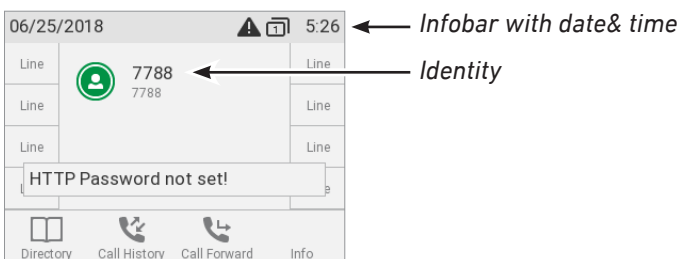 06/25/2018 1 5:26 Infobar with date& time
Line 7788 Line Identity
7788
Line Line
Line Line
HTTP Password not set!
Directory Call History Call Forward Info